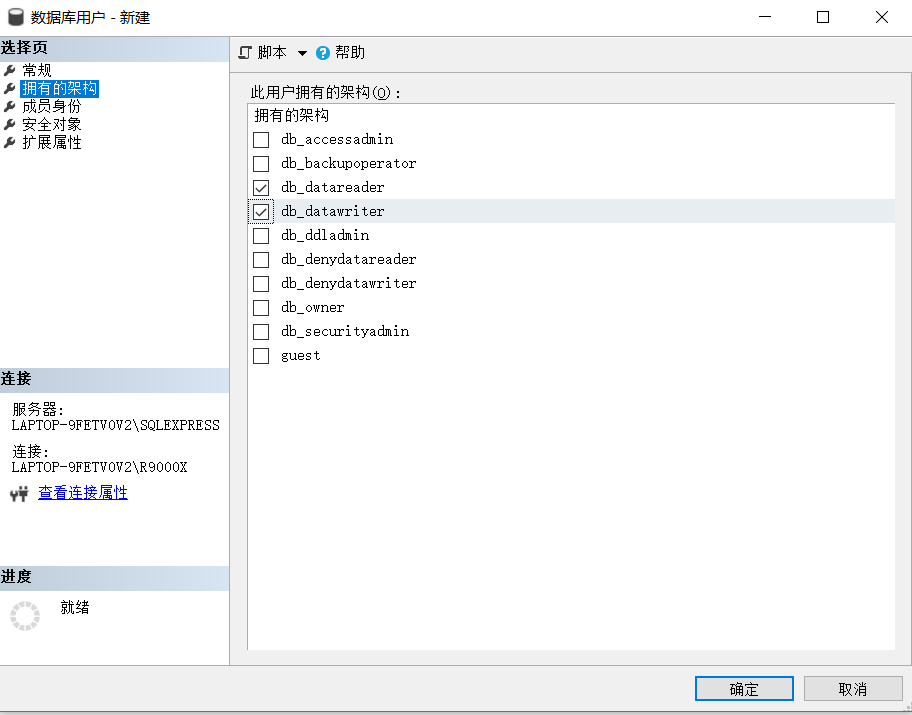 数据库用户 - 新建
选择页
常规
拥有的架构
成员身份
安全对象
扩展属性
脚本 帮助
此用户拥有的架构(O)：
拥有的架构
db_accessadmin
db_backupoperator
db_datareader
db_datawriter
db_ddladmin
db_denydatareader
db_denydatawriter
db_owner
db_securityadmin
guest
连接
服务器:
LAPTOP-9FETV0V2\SQLEXPRESS
连接:
LAPTOP-9FETV0V2\R9000X
查看连接属性
进度
就绪
确定 取消